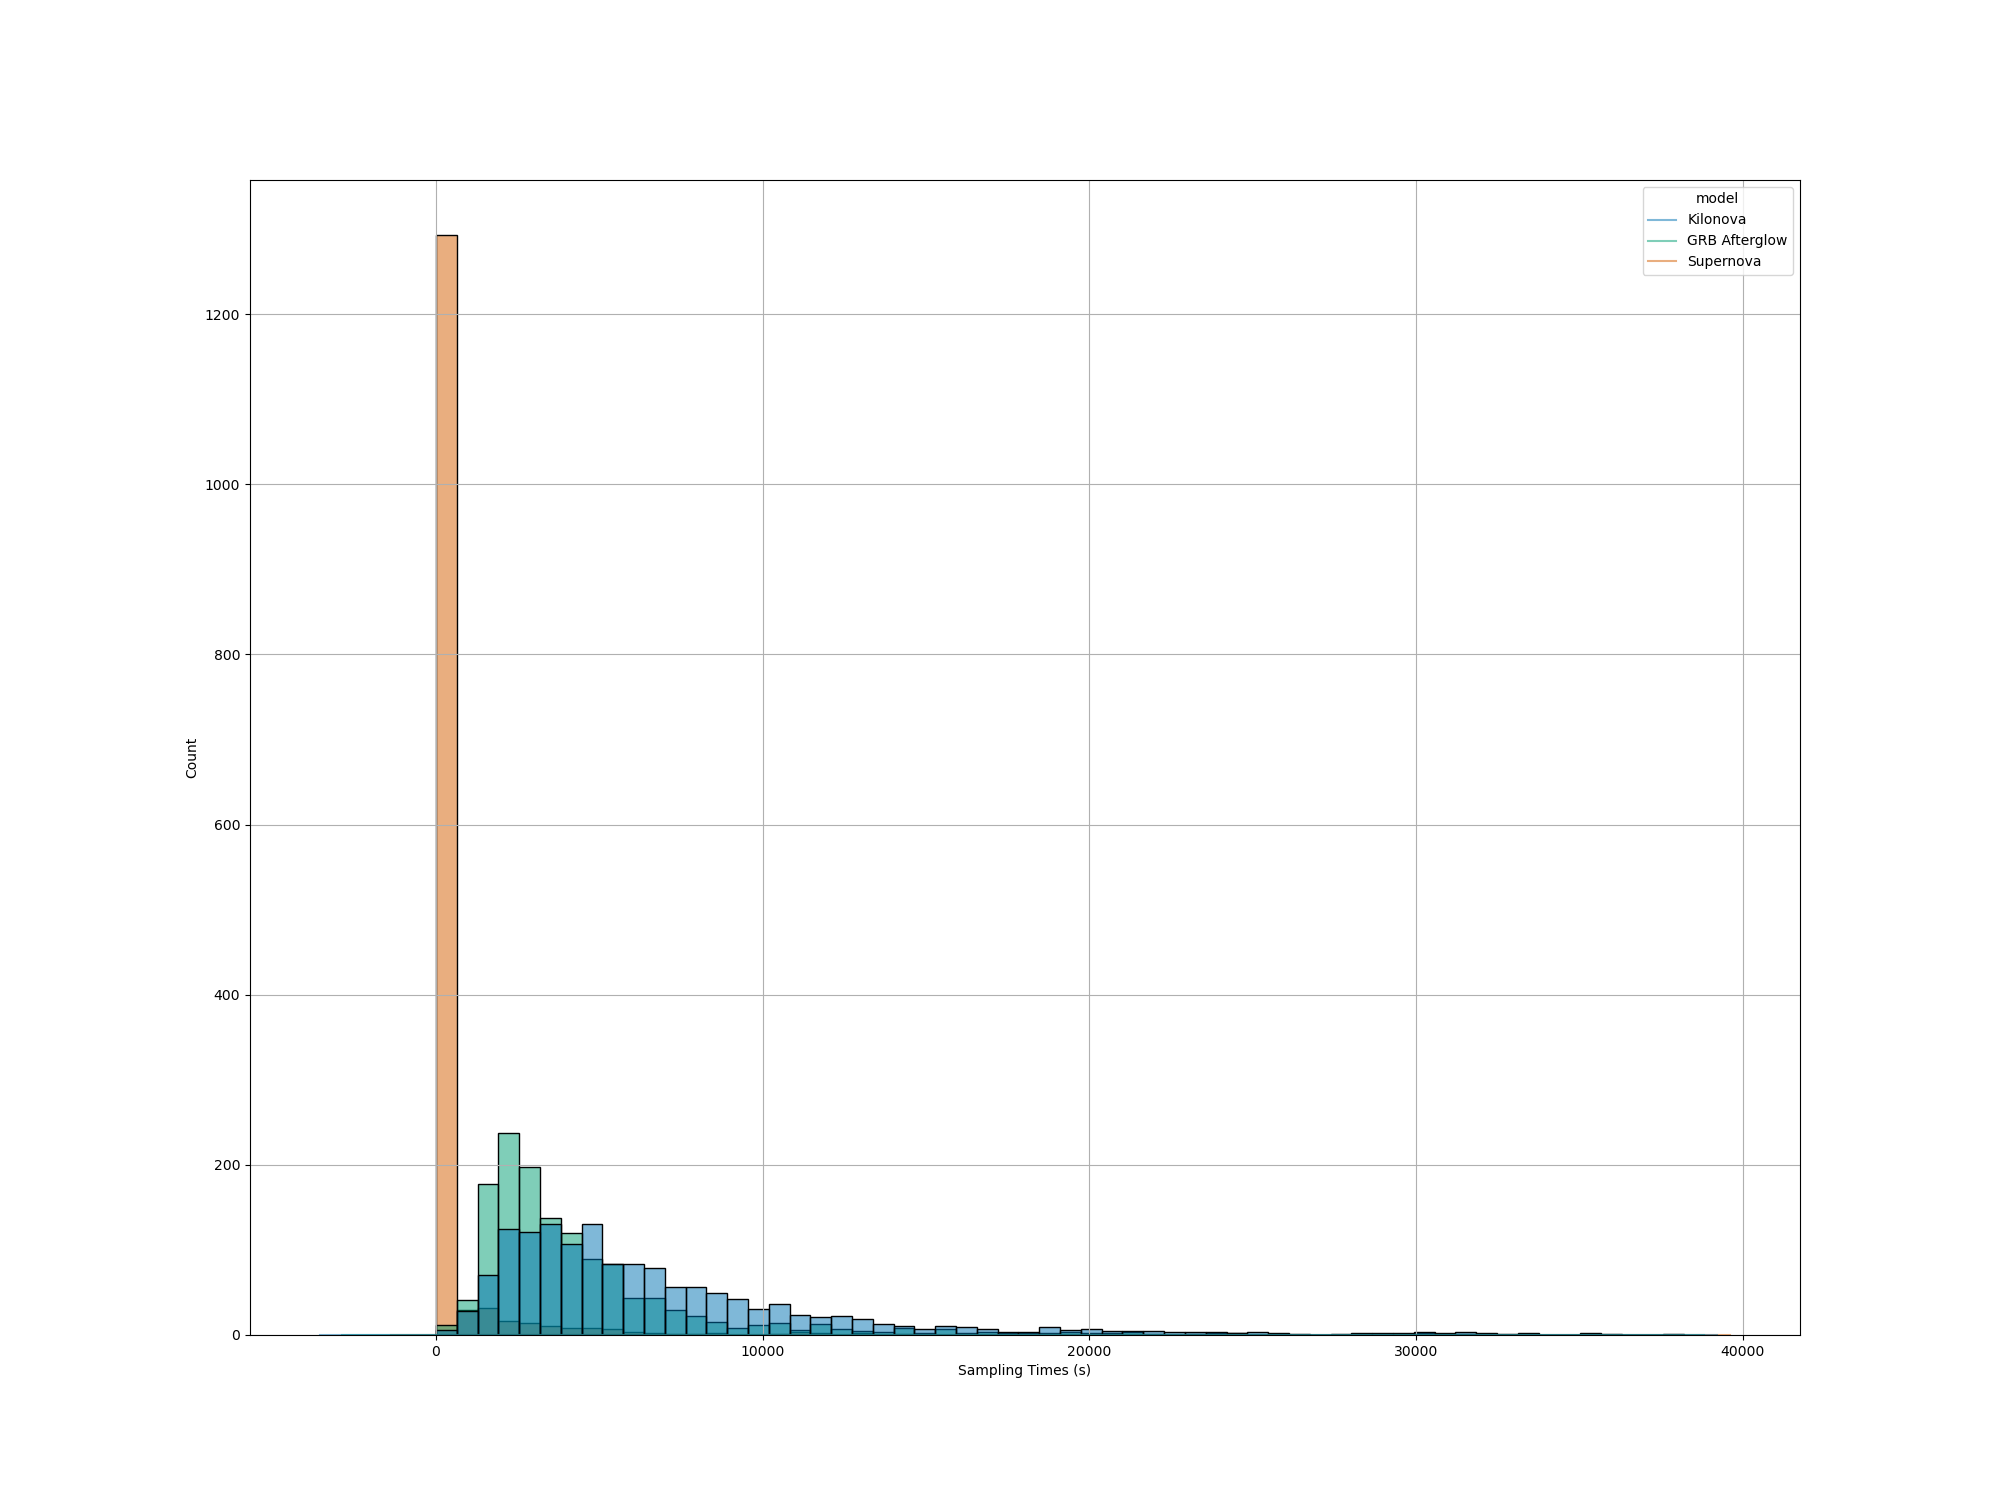 model
Kilonova
GRB Afterglow
Supernova
1200
1000
800
600
400
200
0
Count
0 10000 20000 30000 40000
Sampling Times (s)